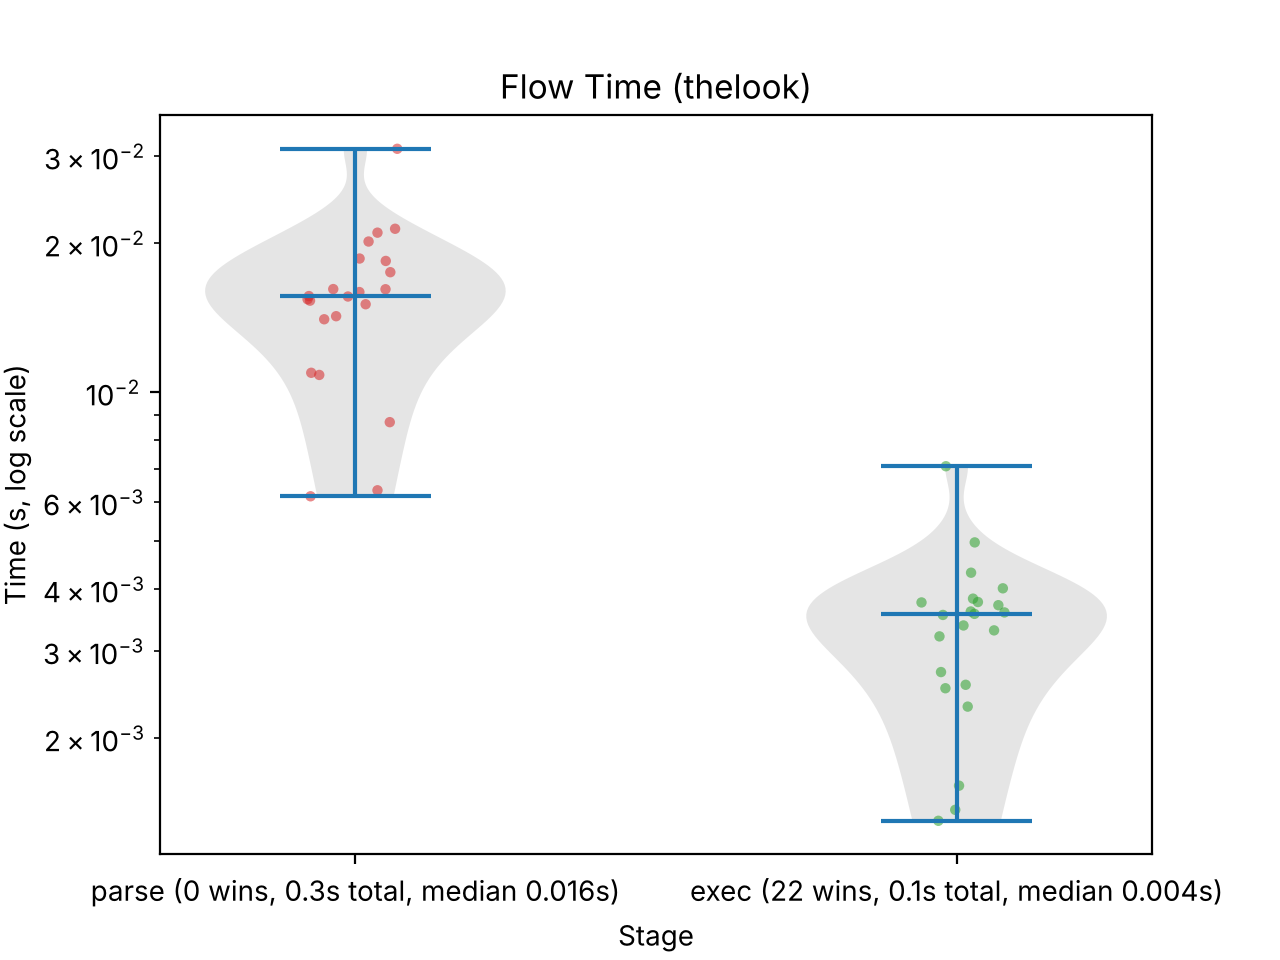 Flow Time (thelook)
3 × 10⁻²
2 × 10⁻²
10⁻²
6 × 10⁻³
4 × 10⁻³
3 × 10⁻³
2 × 10⁻³
Time (s, log scale)
parse (0 wins, 0.3s total, median 0.016s)
exec (22 wins, 0.1s total, median 0.004s)
Stage